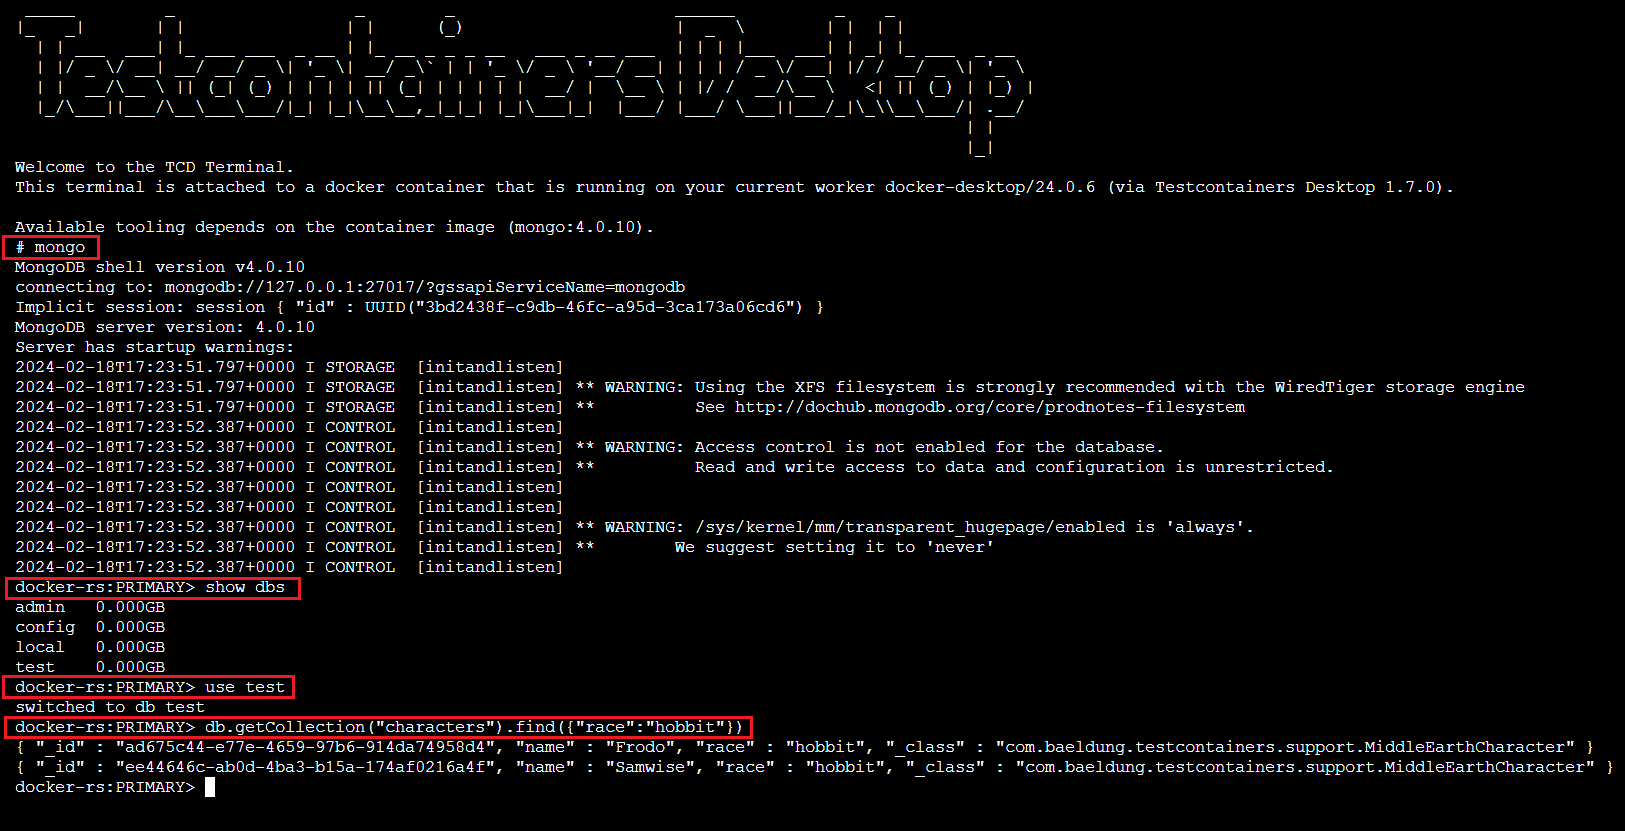 Testcontainers Desktop
Welcome to the TCD Terminal.
This terminal is attached to a docker container that is running on your current worker docker-desktop/24.0.6 (via Testcontainers Desktop 1.7.0).
Available tooling depends on the container image (mongo:4.0.10).
# mongo
MongoDB shell version v4.0.10
connecting to: mongodb://127.0.0.1:27017/?gssapiServiceName=mongodb
Implicit session: session { "id" : UUID("3bd2438f-c9db-46fc-a95d-3ca173a06cd6") }
MongoDB server version: 4.0.10
Server has startup warnings:
2024-02-18T17:23:51.797+0000 I STORAGE  [initandlisten]
2024-02-18T17:23:51.797+0000 I STORAGE  [initandlisten] ** WARNING: Using the XFS filesystem is strongly recommended with the WiredTiger storage engine
2024-02-18T17:23:51.797+0000 I STORAGE  [initandlisten] **          See http://dochub.mongodb.org/core/prodnotes-filesystem
2024-02-18T17:23:52.387+0000 I CONTROL  [initandlisten]
2024-02-18T17:23:52.387+0000 I CONTROL  [initandlisten] ** WARNING: Access control is not enabled for the database.
2024-02-18T17:23:52.387+0000 I CONTROL  [initandlisten] **          Read and write access to data and configuration is unrestricted.
2024-02-18T17:23:52.387+0000 I CONTROL  [initandlisten]
2024-02-18T17:23:52.387+0000 I CONTROL  [initandlisten]
2024-02-18T17:23:52.387+0000 I CONTROL  [initandlisten] ** WARNING: /sys/kernel/mm/transparent_hugepage/enabled is 'always'.
2024-02-18T17:23:52.387+0000 I CONTROL  [initandlisten] **        We suggest setting it to 'never'
2024-02-18T17:23:52.387+0000 I CONTROL  [initandlisten]
docker-rs:PRIMARY> show dbs
admin   0.000GB
config  0.000GB
local   0.000GB
test    0.000GB
docker-rs:PRIMARY> use test
switched to db test
docker-rs:PRIMARY> db.getCollection("characters").find({"race":"hobbit"})
{ "_id" : "ad675c44-e77e-4659-97b6-914da74958d4", "name" : "Frodo", "race" : "hobbit", "_class" : "com.baeldung.testcontainers.support.MiddleEarthCharacter" }
{ "_id" : "ee44646c-ab0d-4ba3-b15a-174af0216a4f", "name" : "Samwise", "race" : "hobbit", "_class" : "com.baeldung.testcontainers.support.MiddleEarthCharacter" }
docker-rs:PRIMARY>